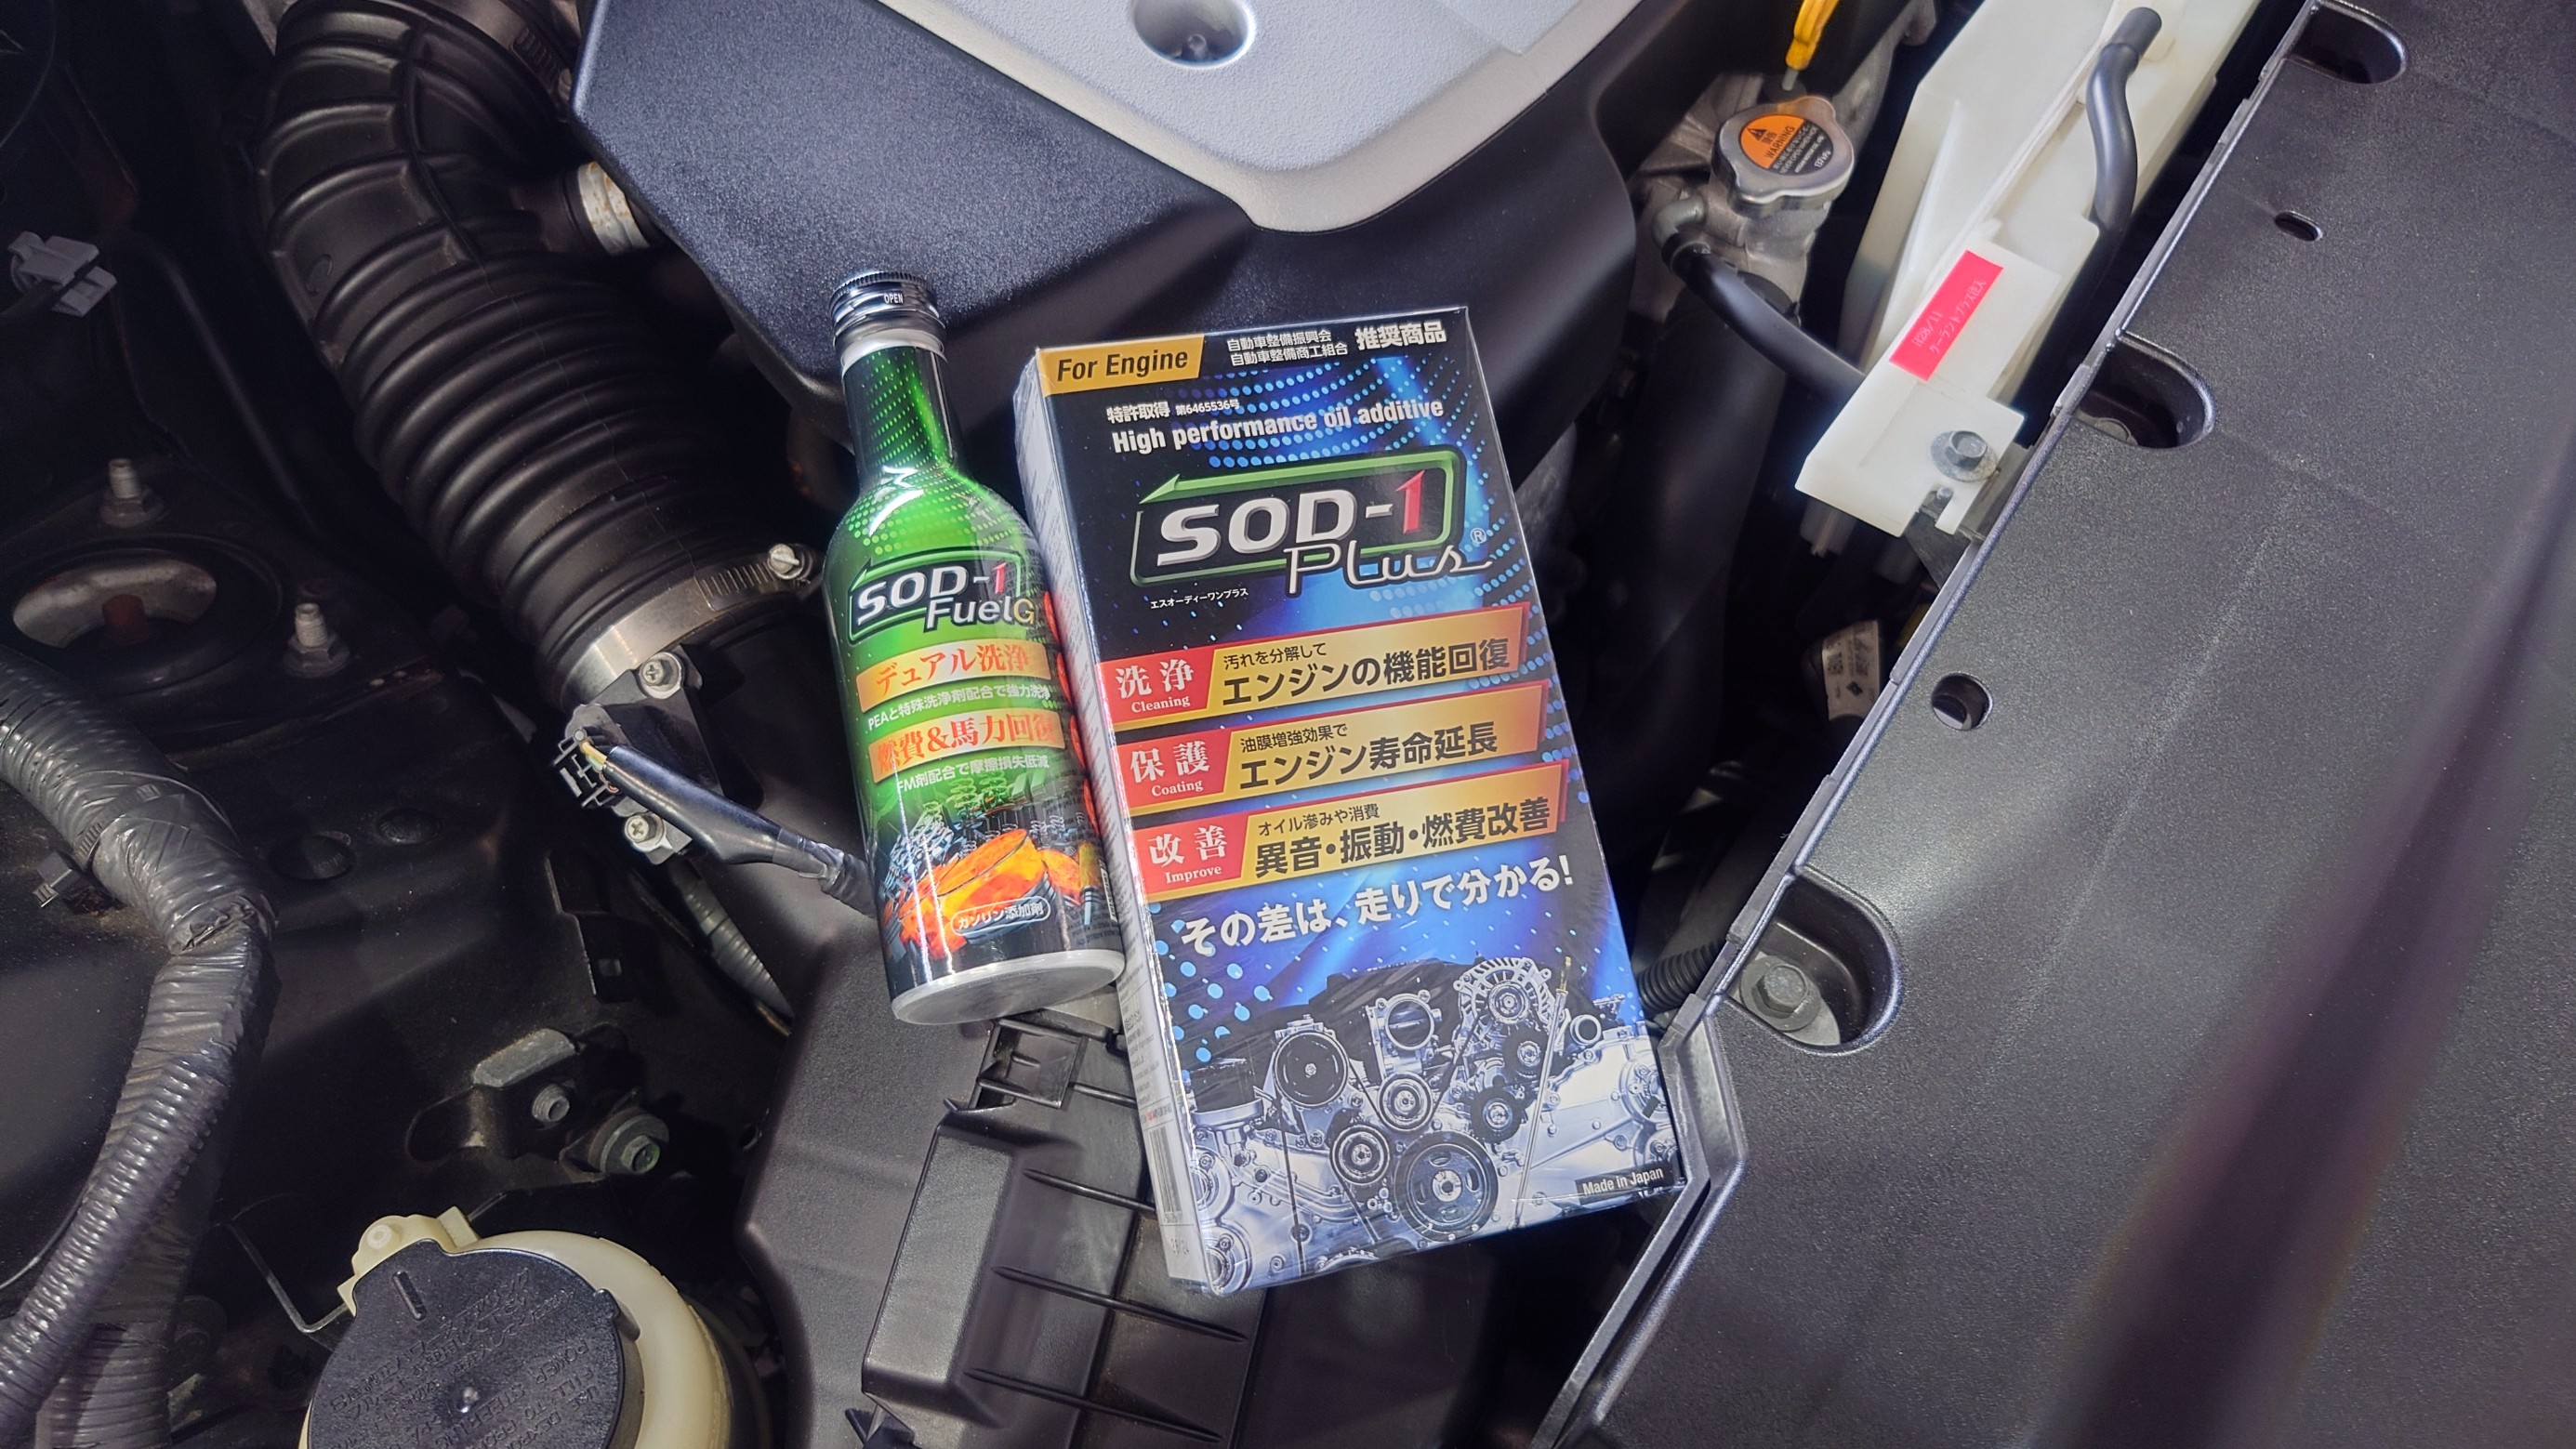 OPEN
SOD-1
FuelG
デュアル洗浄
PEAと特殊洗浄剤配合で強力洗浄
燃費&馬力回復
FM剤配合で摩擦損失低減
ガソリン添加剤
For Engine
自動車整備振興会
自動車整備商工組合
推奨商品
特許取得 第6465536号
High performance oil additive
SOD-1
Plus®
エスオーディーワンプラス
洗浄
Cleaning
汚れを分解して
エンジンの機能回復
保護
Coating
油膜増強効果で
エンジン寿命延長
改善
Improve
オイル滲みや消費
異音・振動・燃費改善
その差は、走りで分かる!
Made in Japan
WARNING